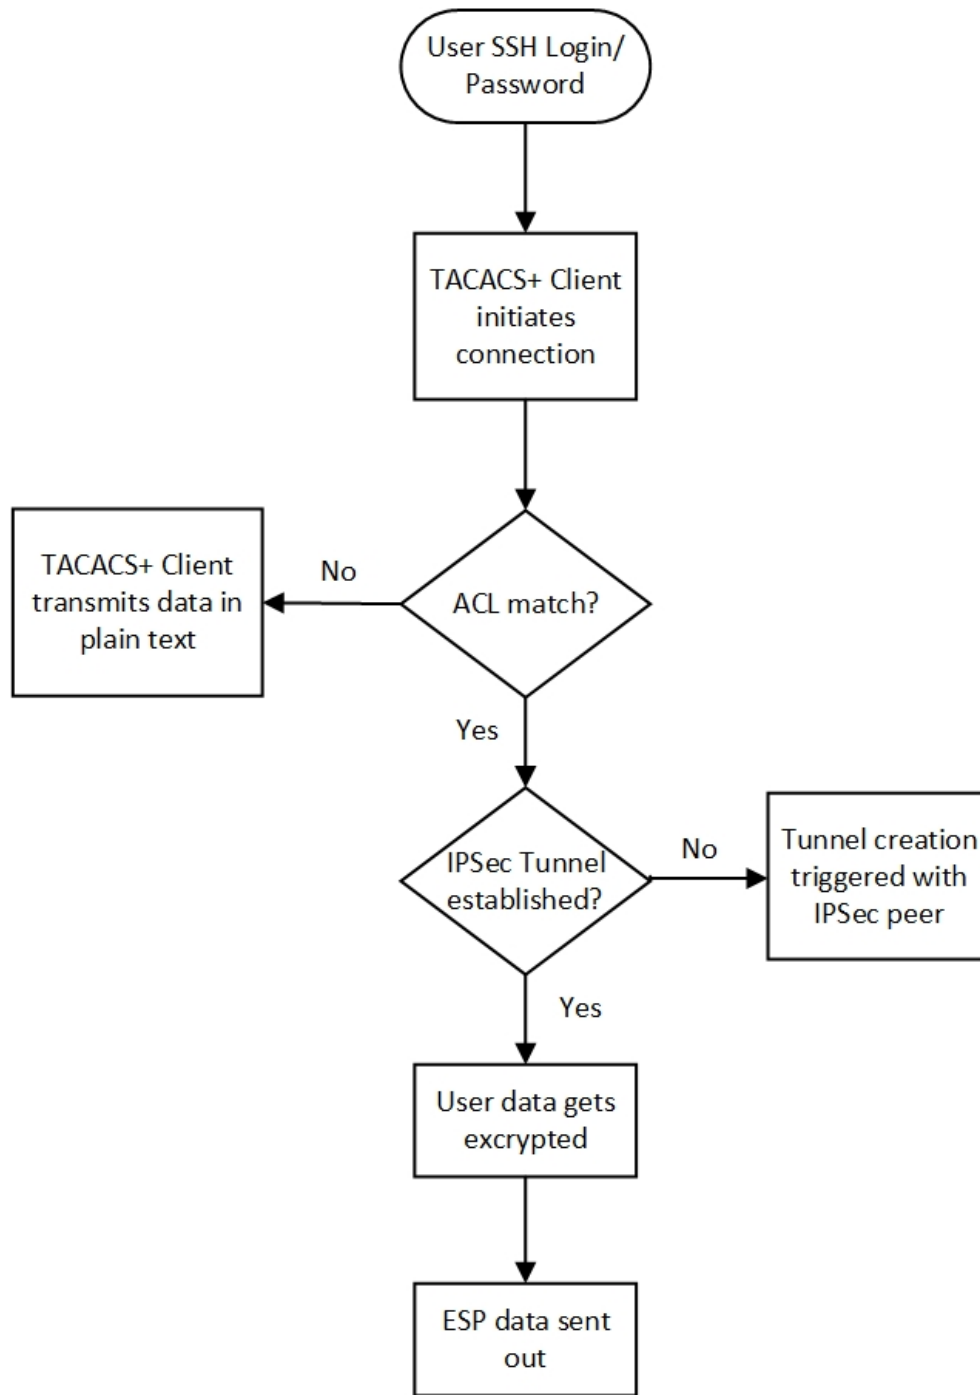 User SSH Login/
Password
TACACS+ Client
initiates
connection
ACL match?
No
TACACS+ Client
transmits data in
plain text
Yes
IPSec Tunnel
established?
No
Tunnel creation
triggered with
IPSec peer
Yes
User data gets
excrypted
ESP data sent
out